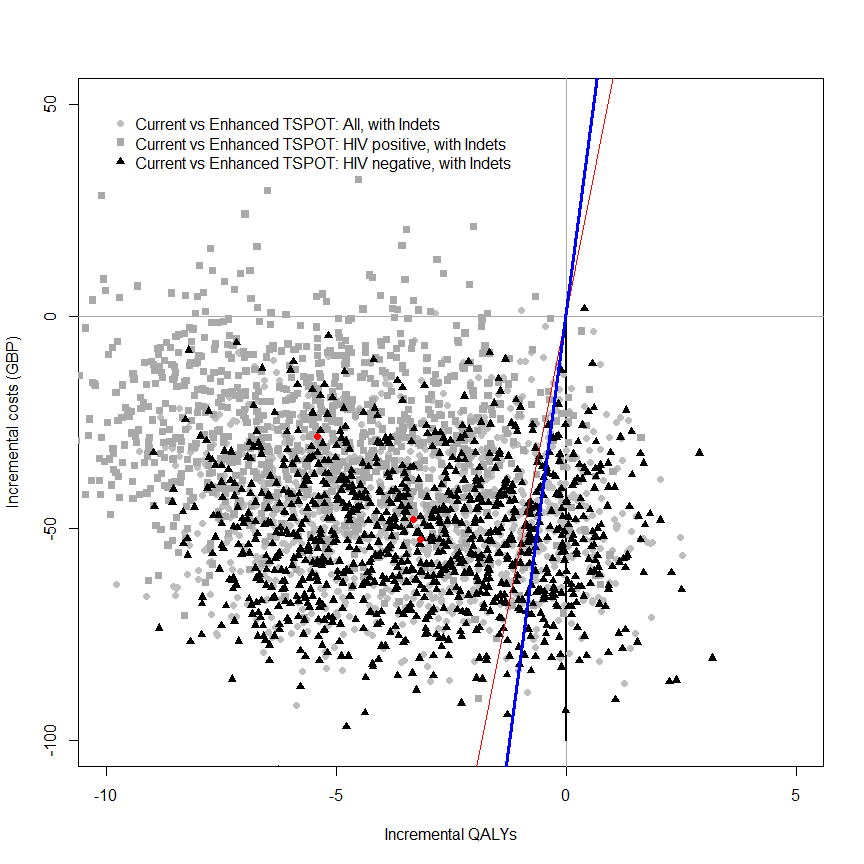 50
0
-50
-100
Incremental costs (GBP)
Current vs Enhanced TSPOT: All, with Indets
Current vs Enhanced TSPOT: HIV positive, with Indets
Current vs Enhanced TSPOT: HIV negative, with Indets
-10
-5
0
5
Incremental QALYs